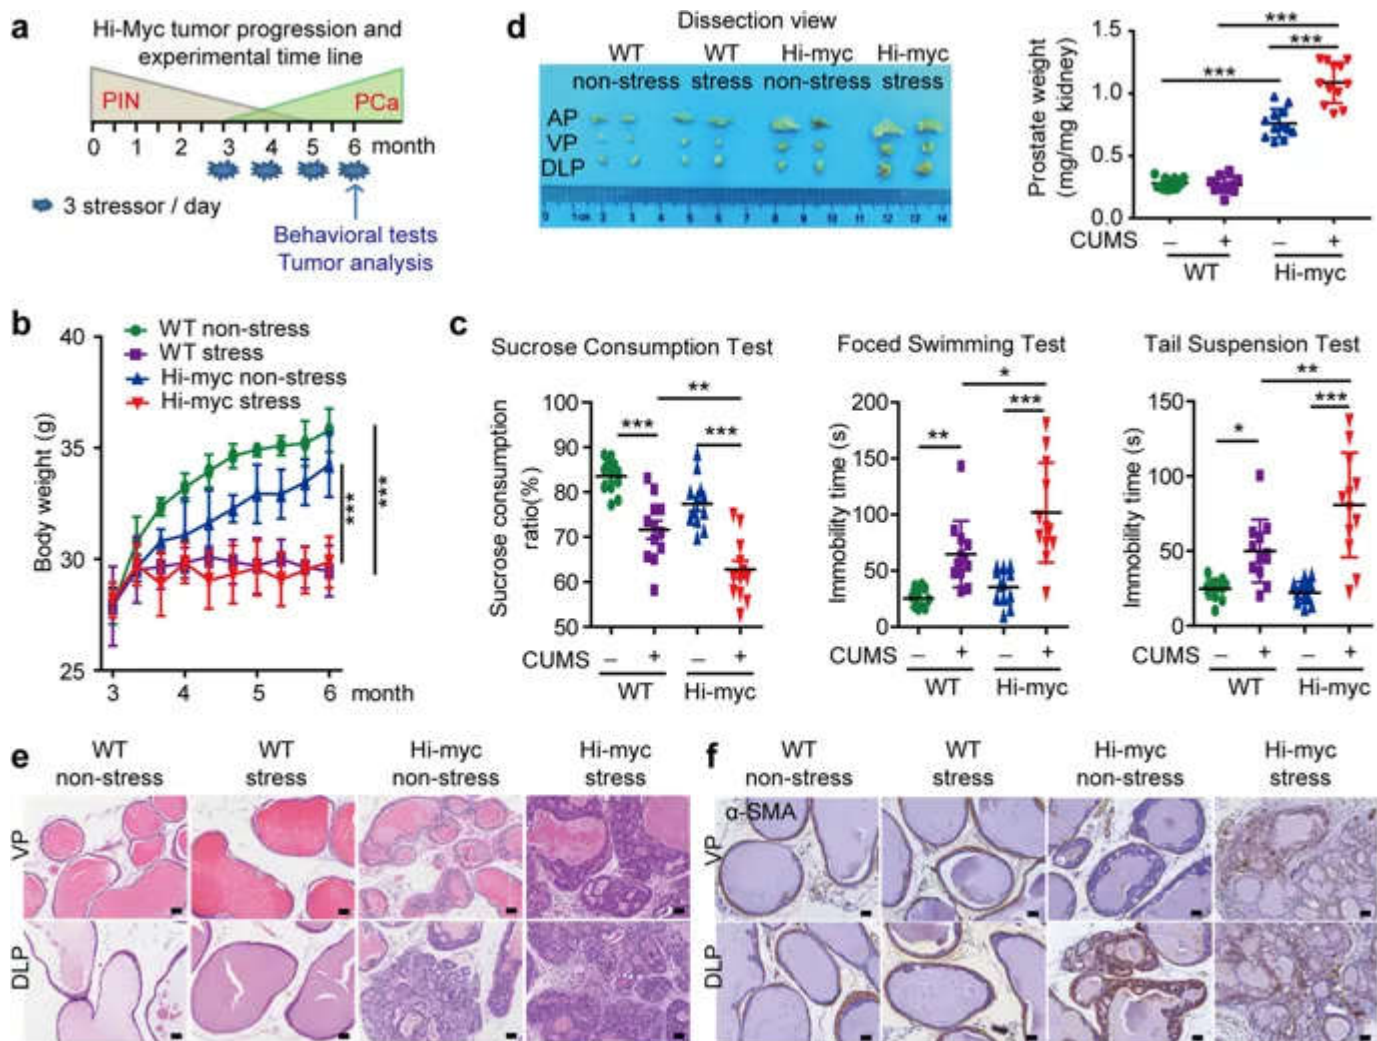 a
Hi-Myc tumor progression and
experimental time line
PIN
PCa
0 1 2 3 4 5 6 month
3 stressor / day
Behavioral tests
Tumor analysis
d
Dissection view
WT
non-stress
WT
stress
Hi-myc
non-stress
Hi-myc
stress
AP
VP
DLP
Prostate weight
(mg/mg kidney)
1.5
1.0
0.5
0.0
***
***
***
CUMS – + – +
WT Hi-myc
b
WT non-stress
WT stress
Hi-myc non-stress
Hi-myc stress
Body weight (g)
40
35
30
25
***
***
3 4 5 6 month
c
Sucrose Consumption Test
Sucrose consumption
ratio(%)
100
90
80
70
60
50
**
***
***
CUMS – + – +
WT Hi-myc
Foced Swimming Test
Immobility time (s)
200
150
100
50
0
*
***
**
CUMS – + – +
WT Hi-myc
Tail Suspension Test
Immobility time (s)
150
100
50
0
**
***
*
CUMS – + – +
WT Hi-myc
e
WT
non-stress
WT
stress
Hi-myc
non-stress
Hi-myc
stress
VP
DLP
f
WT
non-stress
WT
stress
Hi-myc
non-stress
Hi-myc
stress
α-SMA
VP
DLP